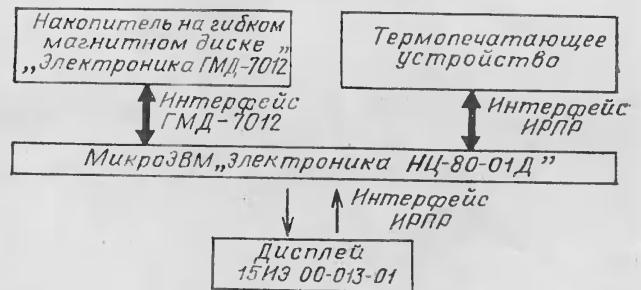 Накопитель на гибком
магнитном диске „
„Электроника ГМД-7012
Термопечатающее
устройство
Интерфейс
ГМД-7012
Интерфейс
ИРПР
МикроЭВМ „Электроника НЦ-80-01Д”
Интерфейс
ИРПР
Дисплей
15ИЭ 00-013-01